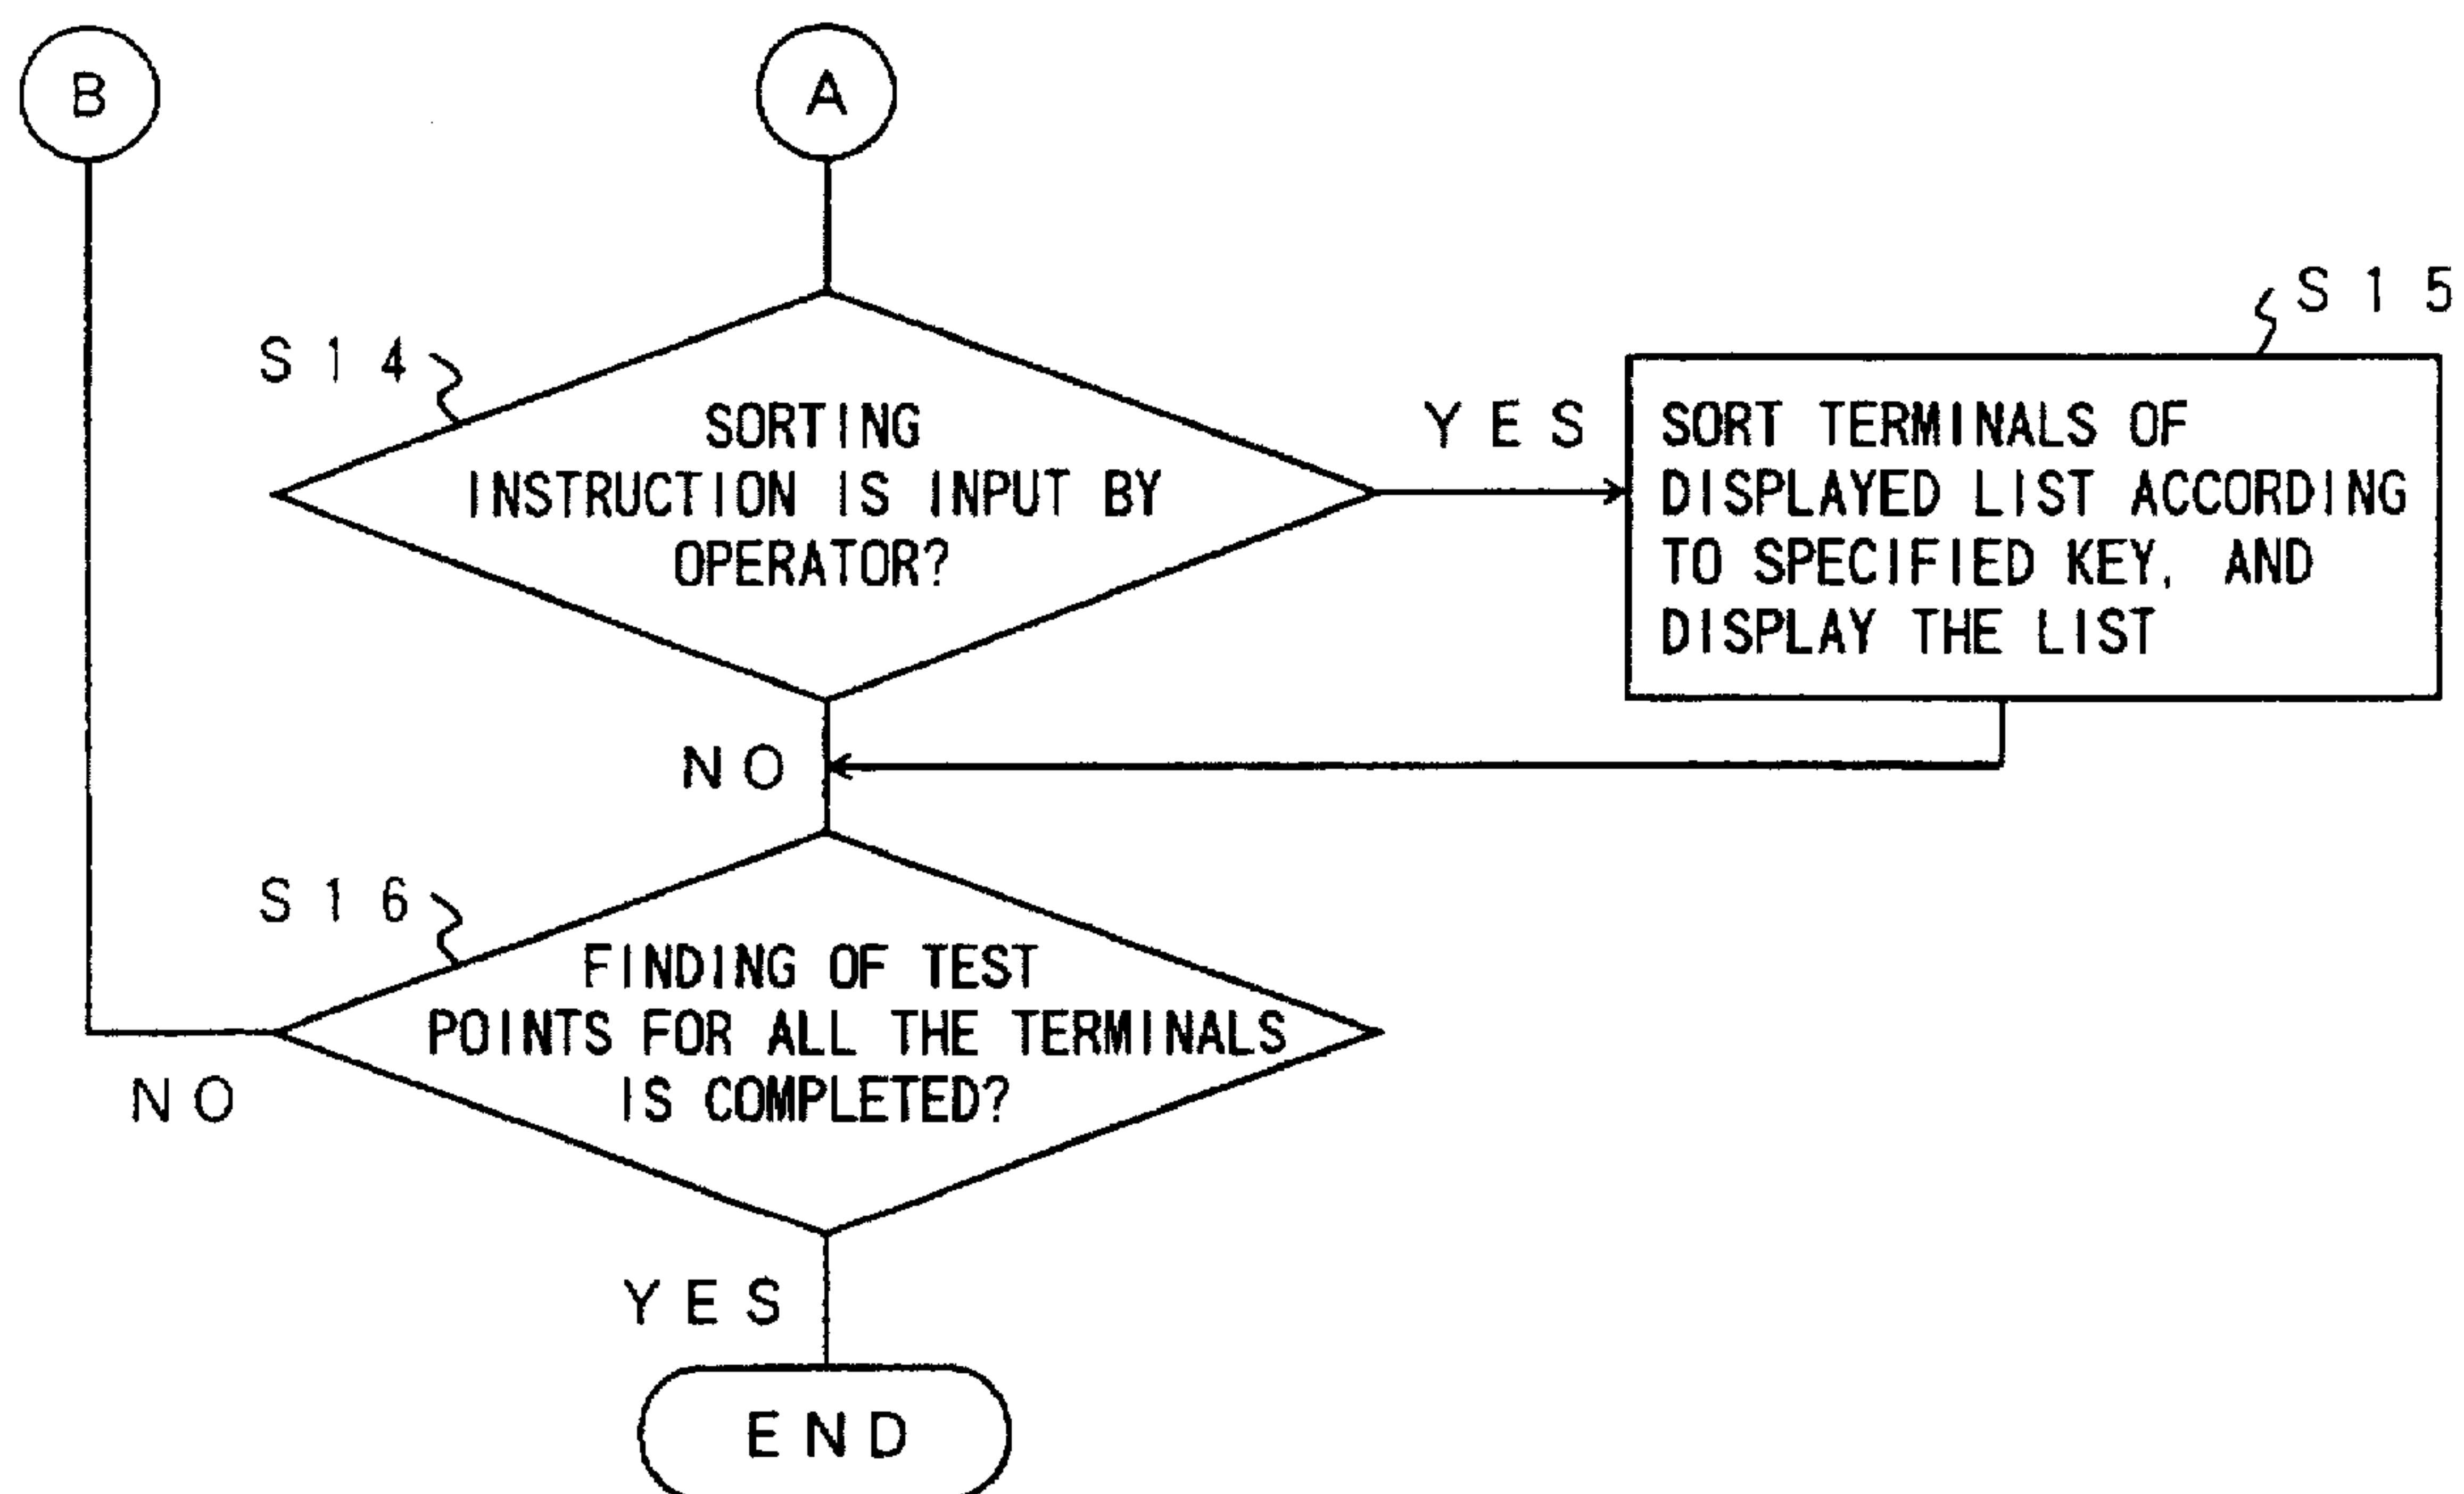 B
A
S14
SORTING
INSTRUCTION IS INPUT BY
OPERATOR?
YES
S15
SORT TERMINALS OF
DISPLAYED LIST ACCORDING
TO SPECIFIED KEY, AND
DISPLAY THE LIST
NO
S16
FINDING OF TEST
POINTS FOR ALL THE TERMINALS
IS COMPLETED?
NO
YES
END